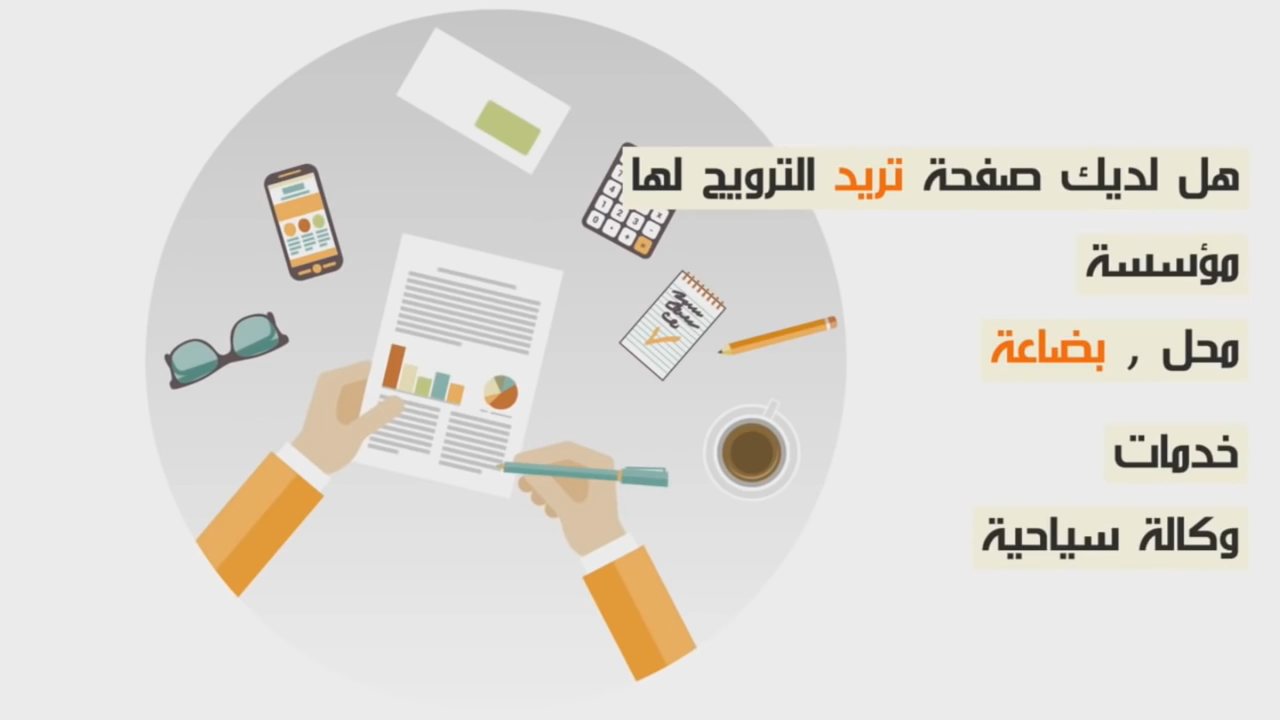 هل لديك صفحة تريد الترويج لها
مؤسسة
محل , بضاعة
خدمات
وكالة سياحية